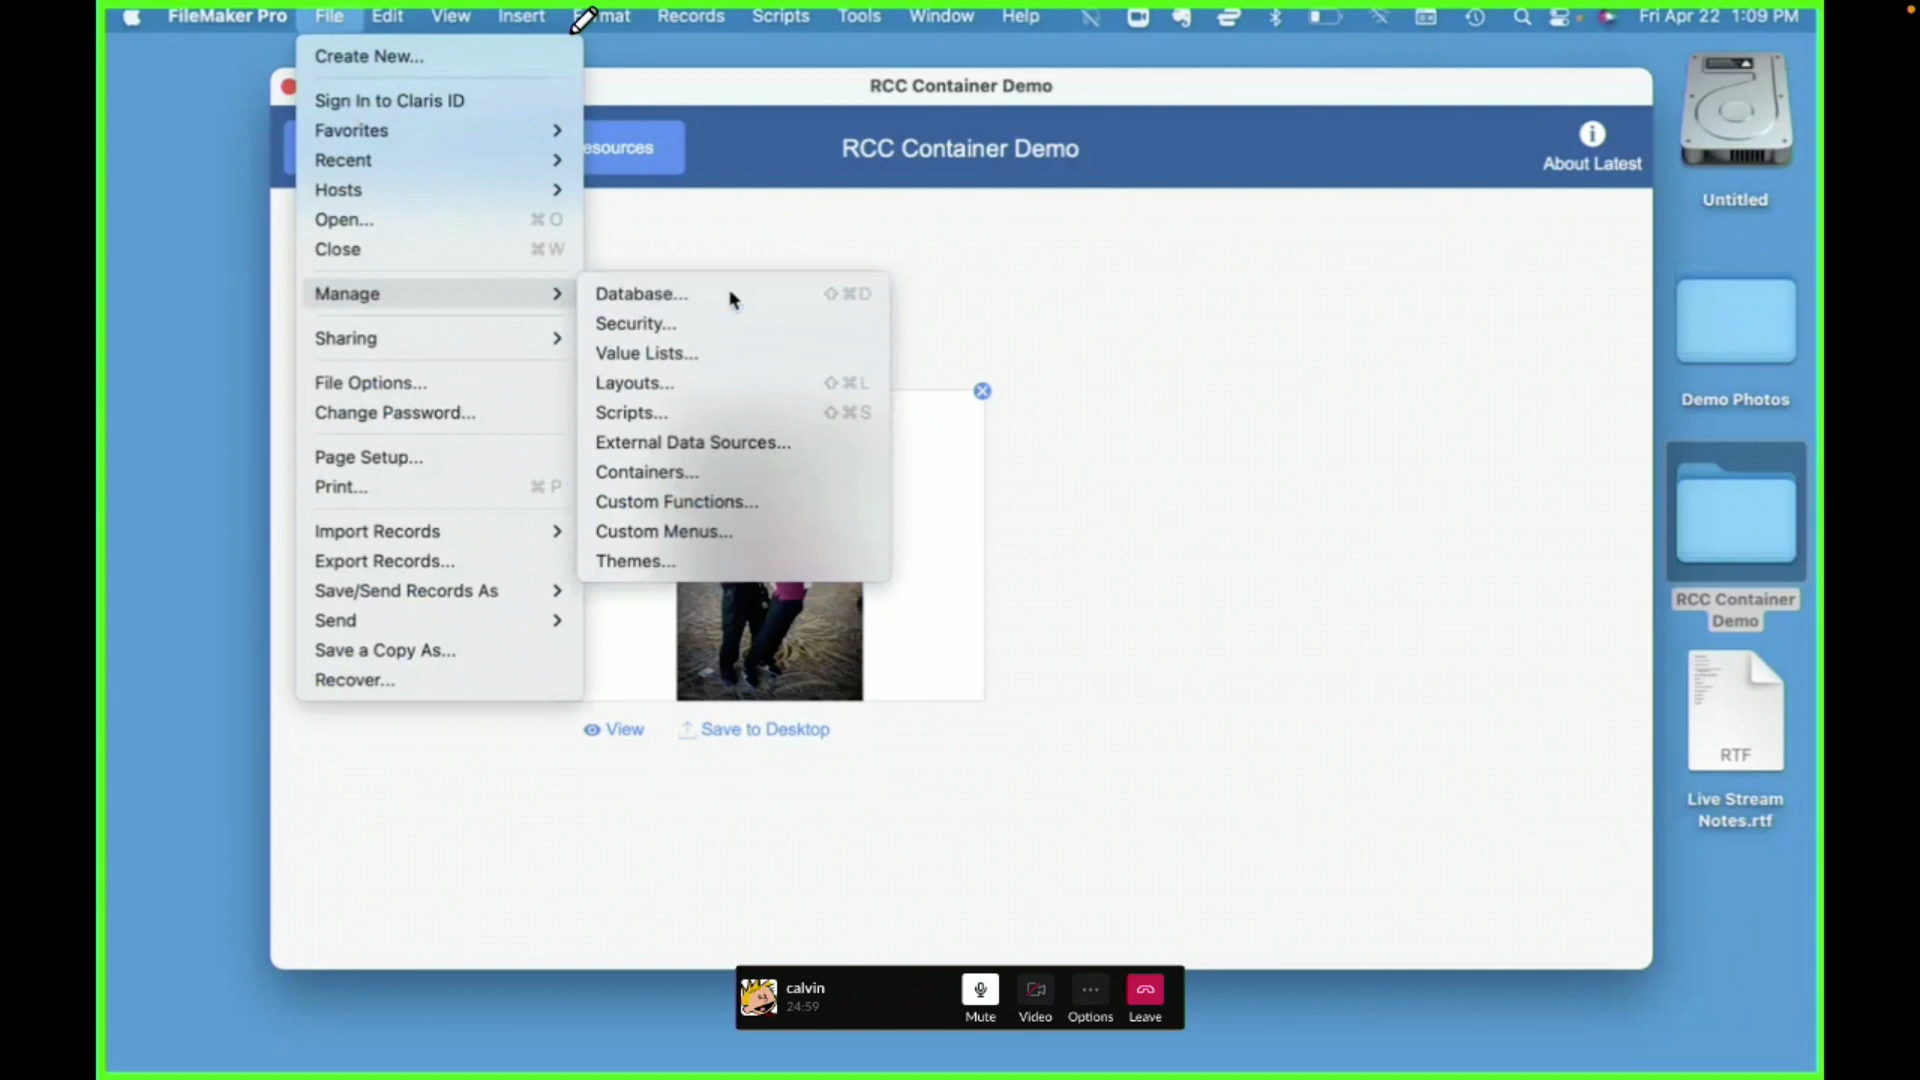 FileMaker Pro File Edit View Insert Format Records Scripts Tools Window Help Fri Apr 22 1:09 PM
Create New...
Sign In to Claris ID
Favorites
Recent
Hosts
Open... ⌘ O
Close ⌘ W
Manage
Sharing
File Options...
Change Password...
Page Setup...
Print... ⌘ P
Import Records
Export Records...
Save/Send Records As
Send
Save a Copy As...
Recover...
Database... ⇧⌘D
Security...
Value Lists...
Layouts... ⇧⌘L
Scripts... ⇧⌘S
External Data Sources...
Containers...
Custom Functions...
Custom Menus...
Themes...
RCC Container Demo
esources
RCC Container Demo
About Latest
View
Save to Desktop
Untitled
Demo Photos
RCC Container
Demo
RTF
Live Stream
Notes.rtf
calvin
24:59
Mute
Video
Options
Leave